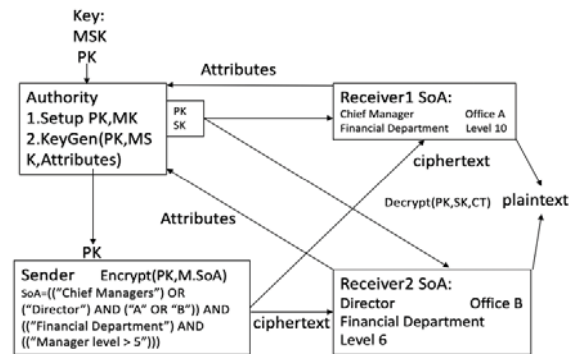 Key:
MSK
PK
Attributes
Authority
1.Setup PK,MK
2.KeyGen(PK,MS
K,Attributes)
PK
SK
Receiver1 SoA:
Chief Manager Office A
Financial Department Level 10
ciphertext
Decrypt(PK,SK,CT) plaintext
Attributes
PK
Sender Encrypt(PK,M.SoA)
SoA=(("Chief Managers") OR
("Director") AND ("A" OR "B")) AND
(("Financial Department") AND
(("Manager level > 5")))
ciphertext
Receiver2 SoA:
Director Office B
Financial Department
Level 6